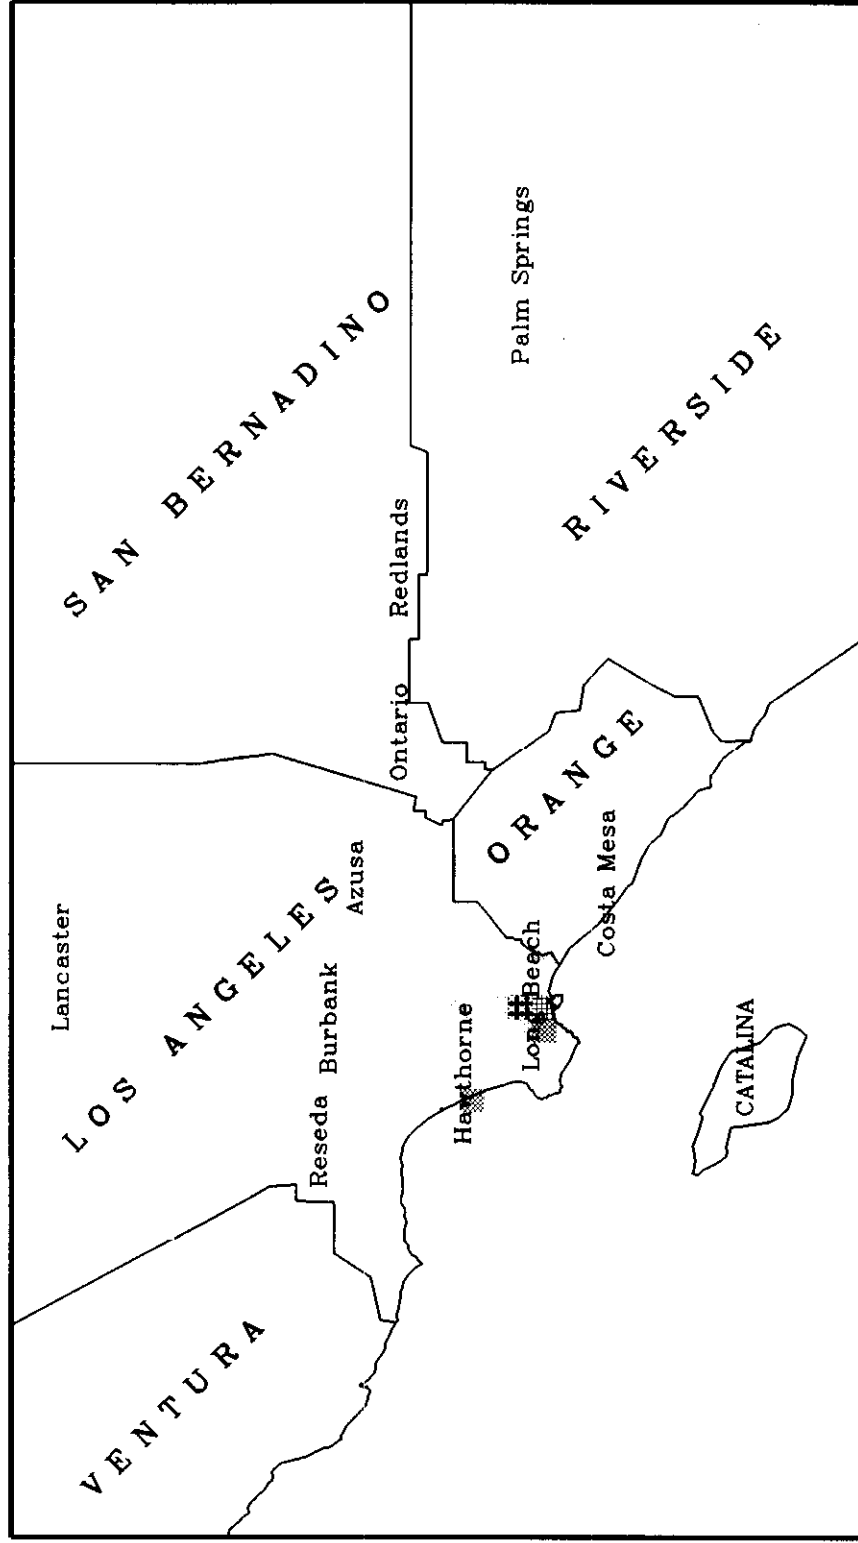 Lancaster
SAN BERNADINO
LOS ANGELES
VENTURA
Reseda
Burbank
Azusa
Ontario
Redlands
Palm Springs
Hawthorne
Long Beach
ORANGE
RIVERSIDE
Costa Mesa
CATALINA